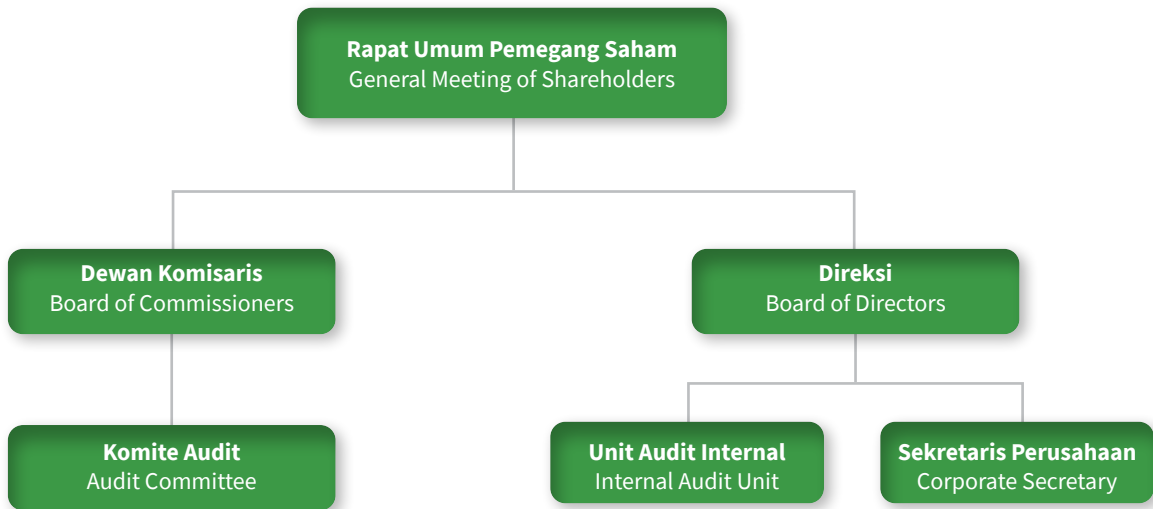 Rapat Umum Pemegang Saham
General Meeting of Shareholders
Dewan Komisaris
Board of Commissioners
Direksi
Board of Directors
Komite Audit
Audit Committee
Unit Audit Internal
Internal Audit Unit
Sekretaris Perusahaan
Corporate Secretary